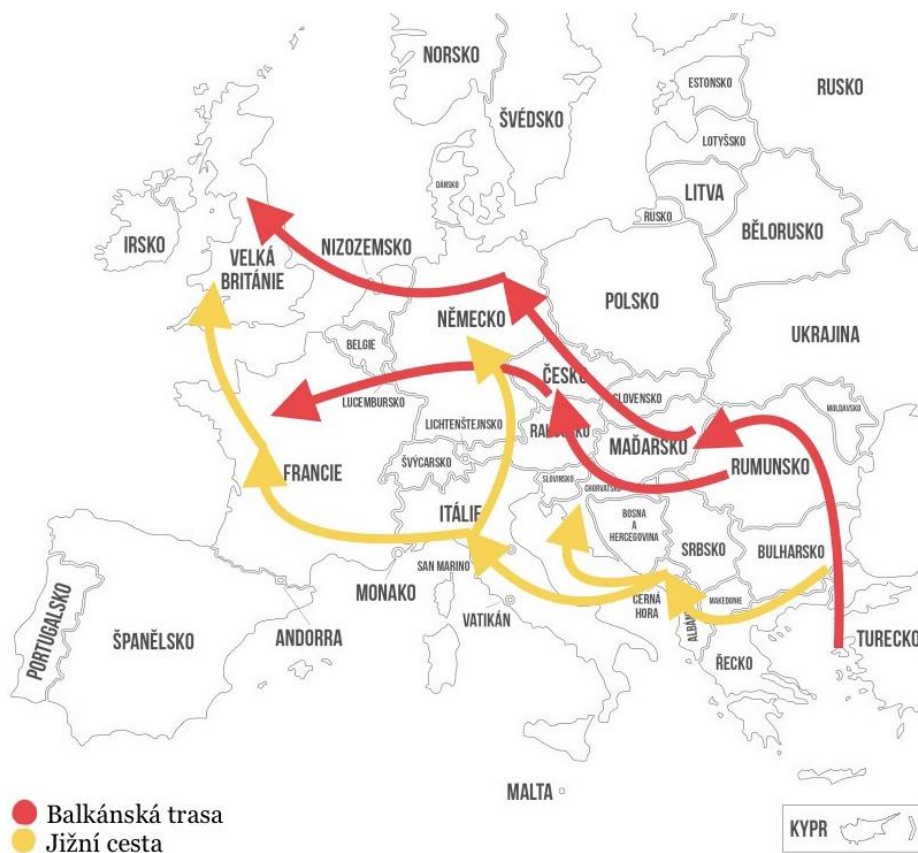 NORSKO
ŠVÉDSKO
ESTONSKO
RUSKO
LOTYŠSKO
DÁNSKO
LITVA
RUSKO
BĚLORUSKO
IRSKO
VELKÁ
BRITÁNIE
NIZOZEMSKO
POLSKO
NĚMECKO
UKRAJINA
BELGIE
ČESKO
LUCEMBURSKO
SLOVENSKO
MOLDAVSKO
LICHTENŠTEJNSKO
MAĎARSKO
ŠVÝCARSKO
FRANCIE
RUMUNSKO
SLOVINSKO
ITÁLIE
BOSNA
A
HERCEGOVINA
SRBSKO
BULHARSKO
SAN MARINO
MONAKO
VATIKÁN
ČERNÁ
HORA
MAKEDONIE
PORTUGALSKO
ŠPANĚLSKO
ANDORRA
ŘECKO
TURECKO
MALTA
KYPR
Balkánská trasa
Jižní cesta